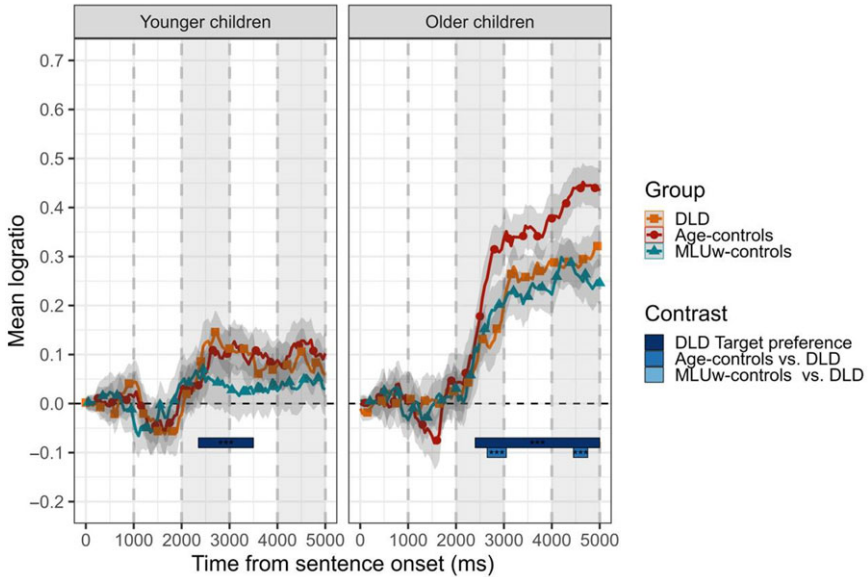 Younger children
Older children
Mean logratio
0.7
0.6
0.5
0.4
0.3
0.2
0.1
0.0
−0.1
−0.2
***
*** 
*** ***
0 1000 2000 3000 4000 5000
0 1000 2000 3000 4000 5000
Time from sentence onset (ms)
Group
DLD
Age-controls
MLUw-controls
Contrast
DLD Target preference
Age-controls vs. DLD
MLUw-controls vs. DLD